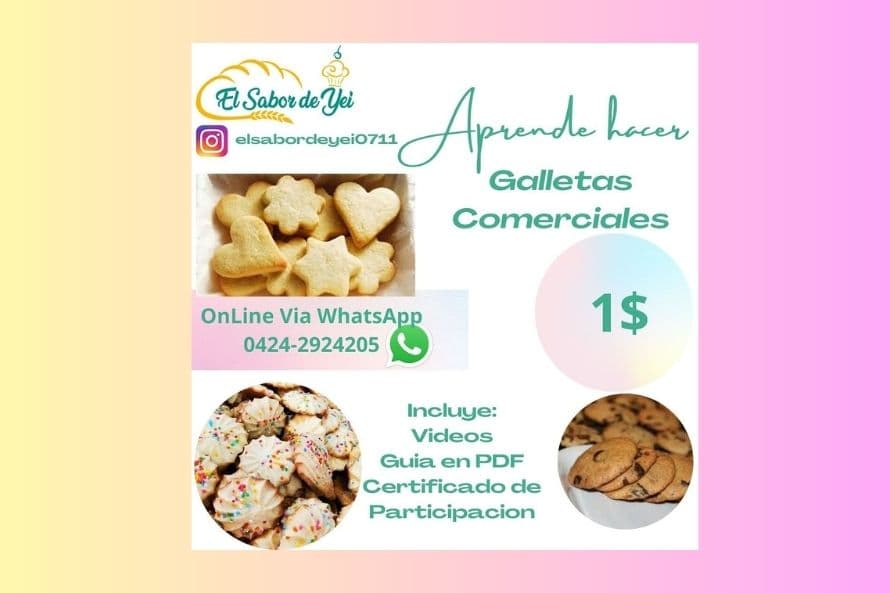 El Sabor de Yei
elsabordeyei0711
Aprende hacer
Galletas
Comerciales
1$
OnLine Via WhatsApp
0424-2924205
Incluye:
Videos
Guia en PDF
Certificado de
Participacion